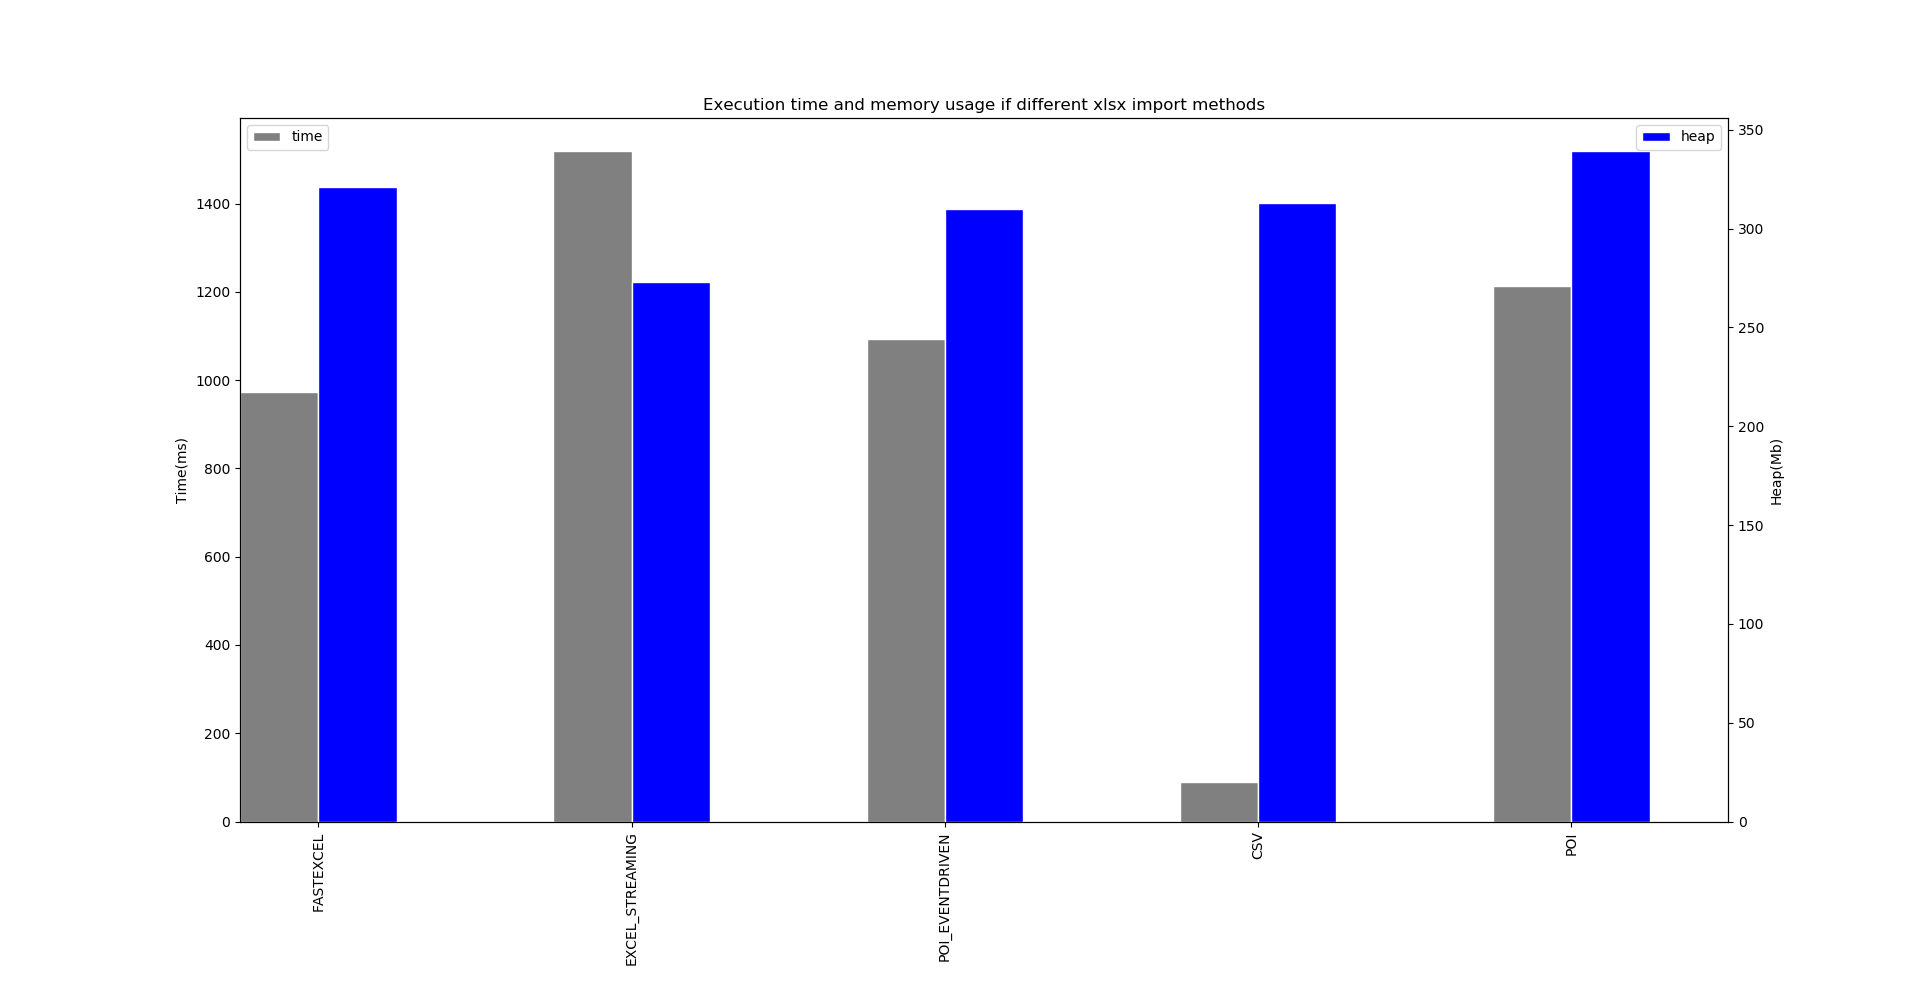 Execution time and memory usage if different xlsx import methods
time
heap
Time(ms)
1400
1200
1000
800
600
400
200
0
Heap(Mb)
350
300
250
200
150
100
50
0
FASTEXCEL
EXCEL_STREAMING
POI_EVENTDRIVEN
CSV
POI